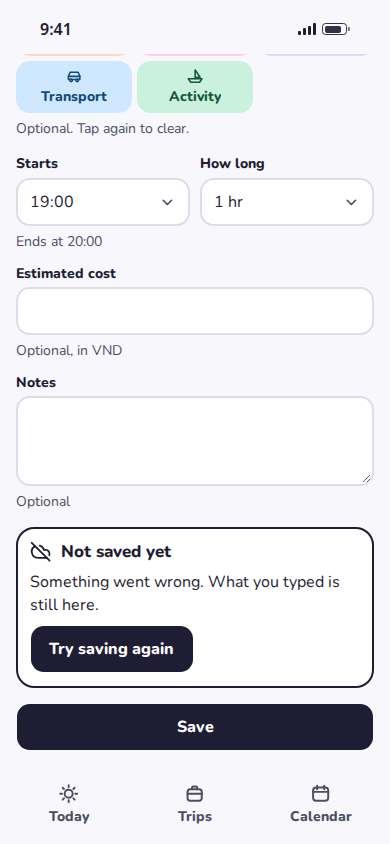 9:41
Transport
Activity
Optional. Tap again to clear.
Starts
How long
19:00
1 hr
Ends at 20:00
Estimated cost
Optional, in VND
Notes
Optional
Not saved yet
Something went wrong. What you typed is
still here.
Try saving again
Save
Today
Trips
Calendar